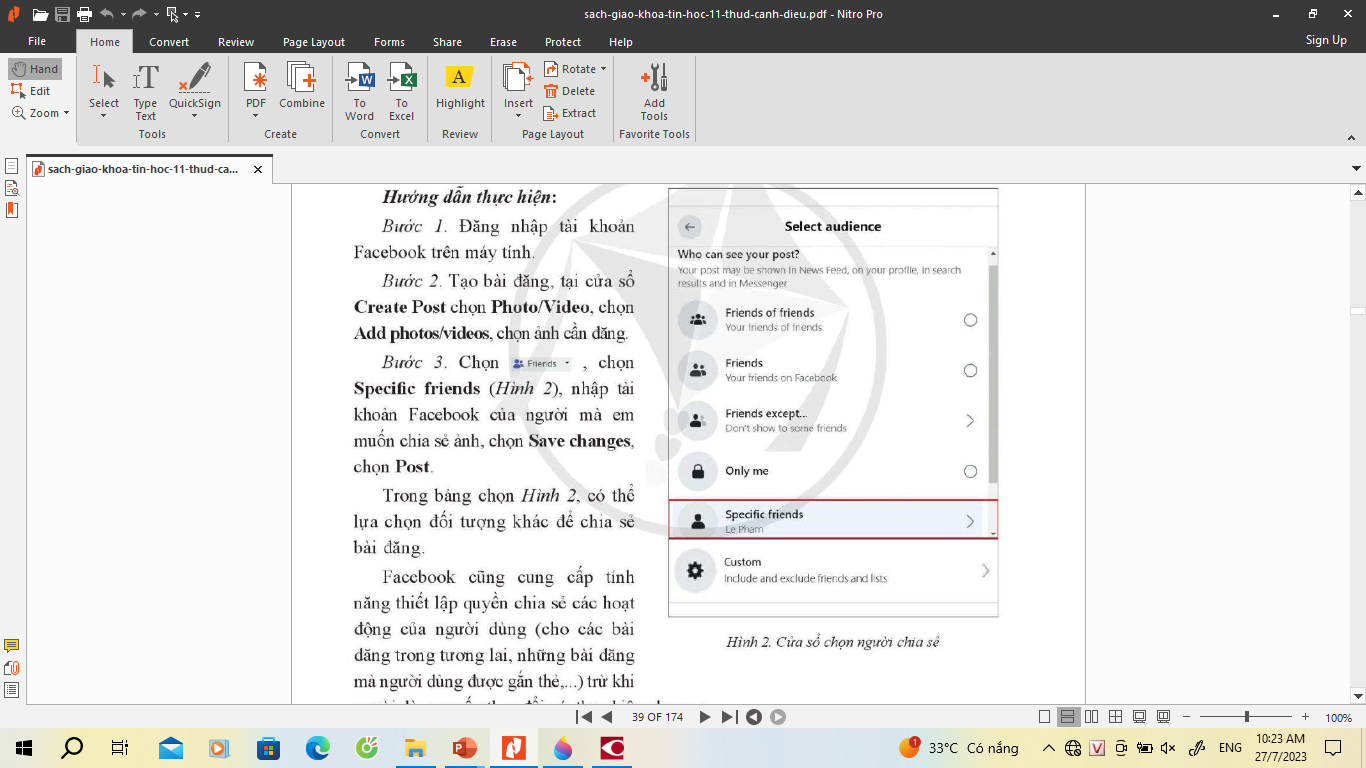 sach-giao-khoa-tin-hoc-11-thud-canh-dieu.pdf - Nitro Pro
File Home Convert Review Page Layout Forms Share Erase Protect Help Sign Up
Hand
Edit
Zoom
Select
Type Text
QuickSign
Tools
PDF
Combine
Create
To Word
To Excel
Convert
Highlight
Review
Insert
Rotate
Delete
Extract
Page Layout
Add Tools
Favorite Tools
sach-giao-khoa-tin-hoc-11-thud-ca...
Hướng dẫn thực hiện:
Bước 1. Đăng nhập tài khoản
Facebook trên máy tính.
Bước 2. Tạo bài đăng, tại cửa sổ
Create Post chọn Photo/Video, chọn
Add photos/videos, chọn ảnh cần đăng.
Bước 3. Chọn Friends , chọn
Specific friends (Hình 2), nhập tài
khoản Facebook của người mà em
muốn chia sẻ ảnh, chọn Save changes,
chọn Post.
Trong bảng chọn Hình 2, có thể
lựa chọn đối tượng khác để chia sẻ
bài đăng.
Facebook cũng cung cấp tính
năng thiết lập quyền chia sẻ các hoạt
động của người dùng (cho các bài
đăng trong tương lai, những bài đăng
mà người dùng được gắn thẻ,...) trừ khi
Select audience
Who can see your post?
Your post may be shown in News Feed, on your profile, in search
results and in Messenger
Friends of friends
Your friends of friends
Friends
Your friends on Facebook
Friends except...
Don't show to some friends
Only me
Specific friends
Le Pham
Custom
Include and exclude friends and lists
Hình 2. Cửa sổ chọn người chia sẻ
39 OF 174
100%
1
33°C Có nắng
ENG
10:23 AM
27/7/2023
1